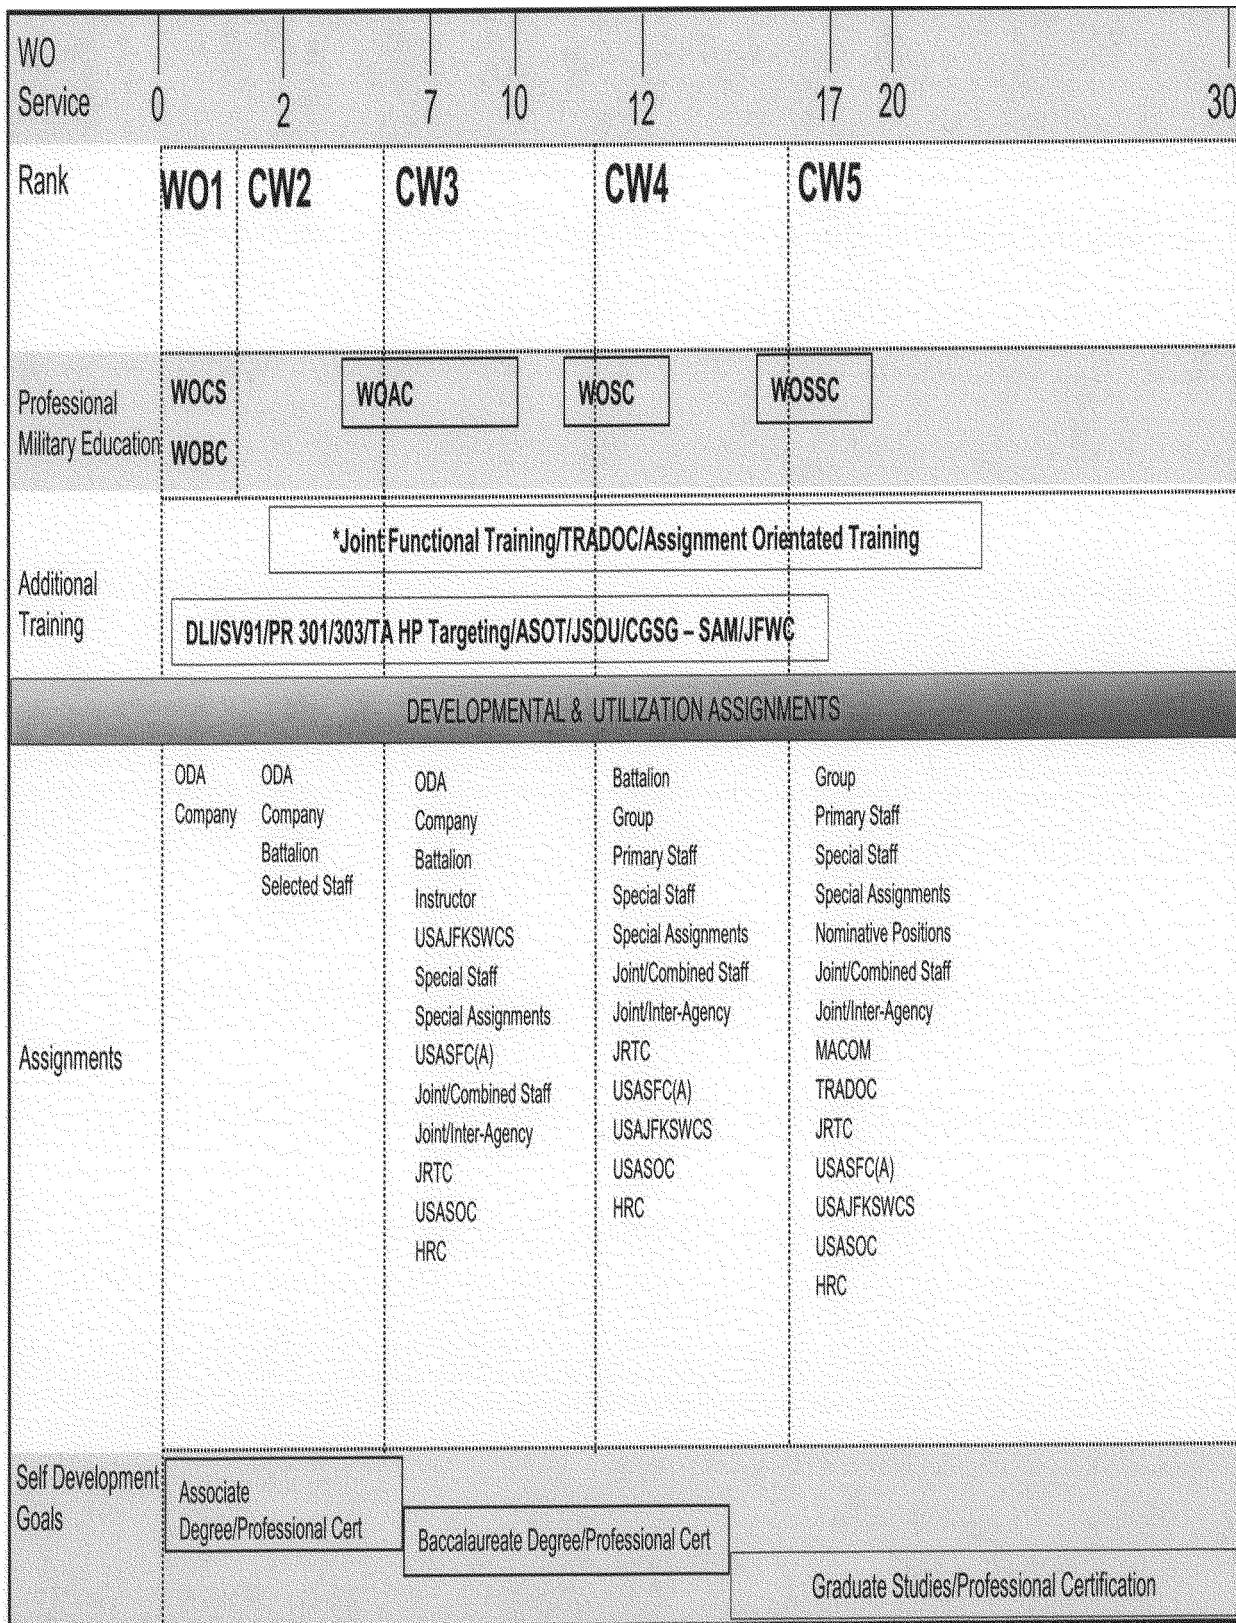 WO
Service 0 2 7 10 12 17 20 30
Rank WO1 CW2 CW3 CW4 CW5
Professional
Military Education
WOCS
WOBC
WOAC
WOSC
WOSSC
Additional
Training
*Joint Functional Training/TRADOC/Assignment Orientated Training
DLI/SV91/PR 301/303/TA HP Targeting/ASOT/JSOU/CGSG – SAM/JFWC
DEVELOPMENTAL & UTILIZATION ASSIGNMENTS
Assignments
ODA
Company
ODA
Company
Battalion
Selected Staff
ODA
Company
Battalion
Instructor
USAJFKSWCS
Special Staff
Special Assignments
USASFC(A)
Joint/Combined Staff
Joint/Inter-Agency
JRTC
USASOC
HRC
Battalion
Group
Primary Staff
Special Staff
Special Assignments
Joint/Combined Staff
Joint/Inter-Agency
JRTC
USASFC(A)
USAJFKSWCS
USASOC
HRC
Group
Primary Staff
Special Staff
Special Assignments
Nominative Positions
Joint/Combined Staff
Joint/Inter-Agency
MACOM
TRADOC
JRTC
USASFC(A)
USAJFKSWCS
USASOC
HRC
Self Development
Goals
Associate
Degree/Professional Cert
Baccalaureate Degree/Professional Cert
Graduate Studies/Professional Certification